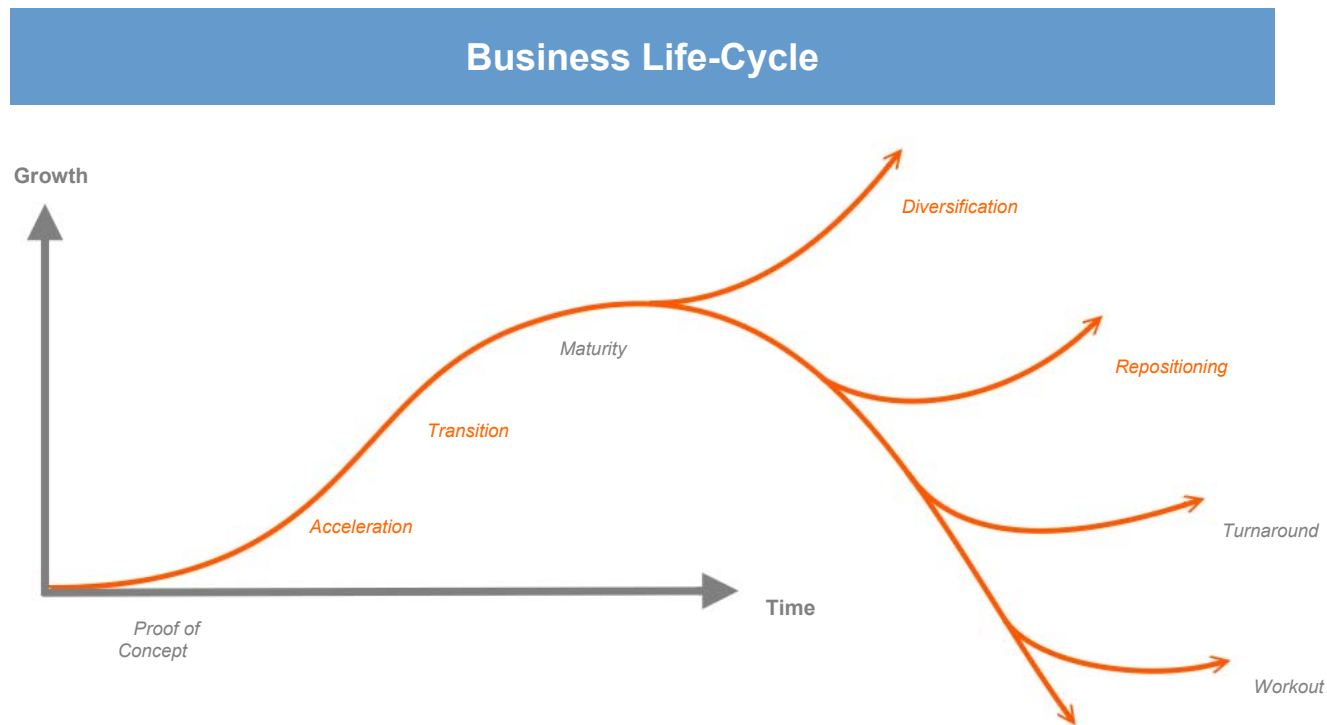 Business Life-Cycle
Growth
Diversification
Maturity
Repositioning
Transition
Acceleration
Turnaround
Time
Proof of
Concept
Workout